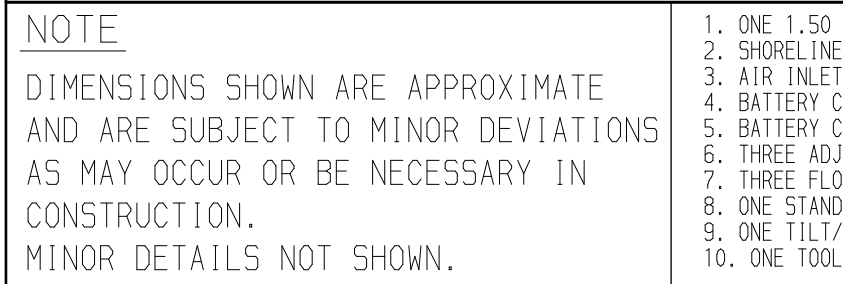 NOTE
DIMENSIONS SHOWN ARE APPROXIMATE
AND ARE SUBJECT TO MINOR DEVIATIONS
AS MAY OCCUR OR BE NECESSARY IN
CONSTRUCTION.
MINOR DETAILS NOT SHOWN.
1. ONE 1.50
2. SHORELINE
3. AIR INLET
4. BATTERY C
5. BATTERY C
6. THREE ADJ
7. THREE FLO
8. ONE STAND
9. ONE TILT/
10. ONE TOOL